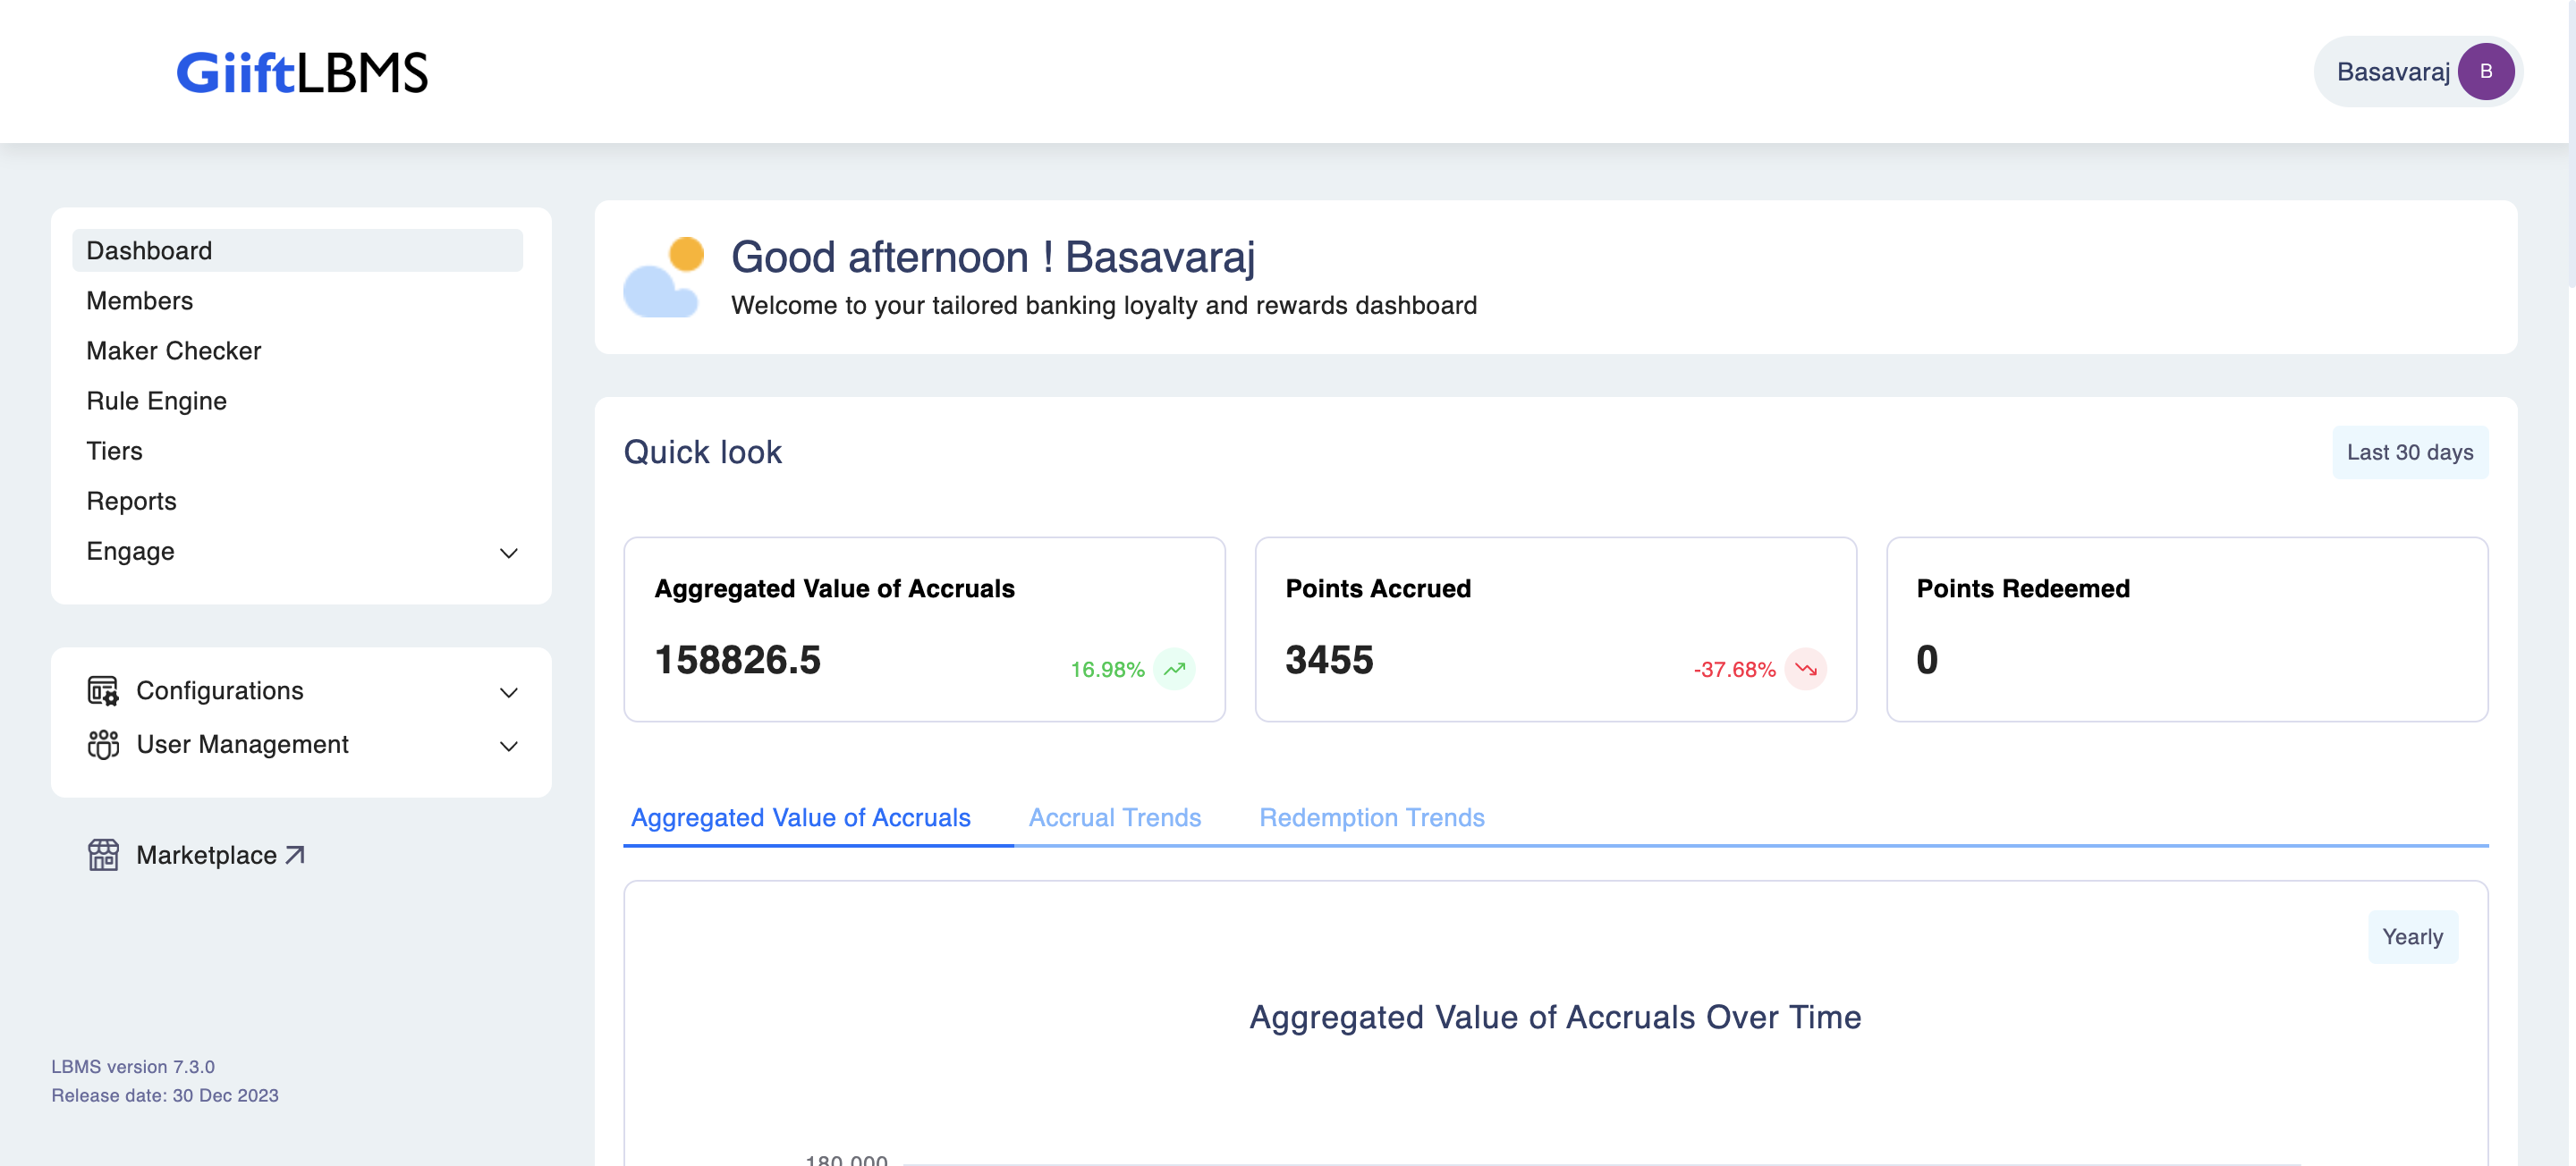 GiiftLBMS
Basavaraj B
Dashboard
Members
Maker Checker
Rule Engine
Tiers
Reports
Engage
Configurations
User Management
Marketplace
LBMS version 7.3.0
Release date: 30 Dec 2023
Good afternoon ! Basavaraj
Welcome to your tailored banking loyalty and rewards dashboard
Quick look
Last 30 days
Aggregated Value of Accruals
158826.5
16.98%
Points Accrued
3455
-37.68%
Points Redeemed
0
Aggregated Value of Accruals
Accrual Trends
Redemption Trends
Yearly
Aggregated Value of Accruals Over Time
180,000